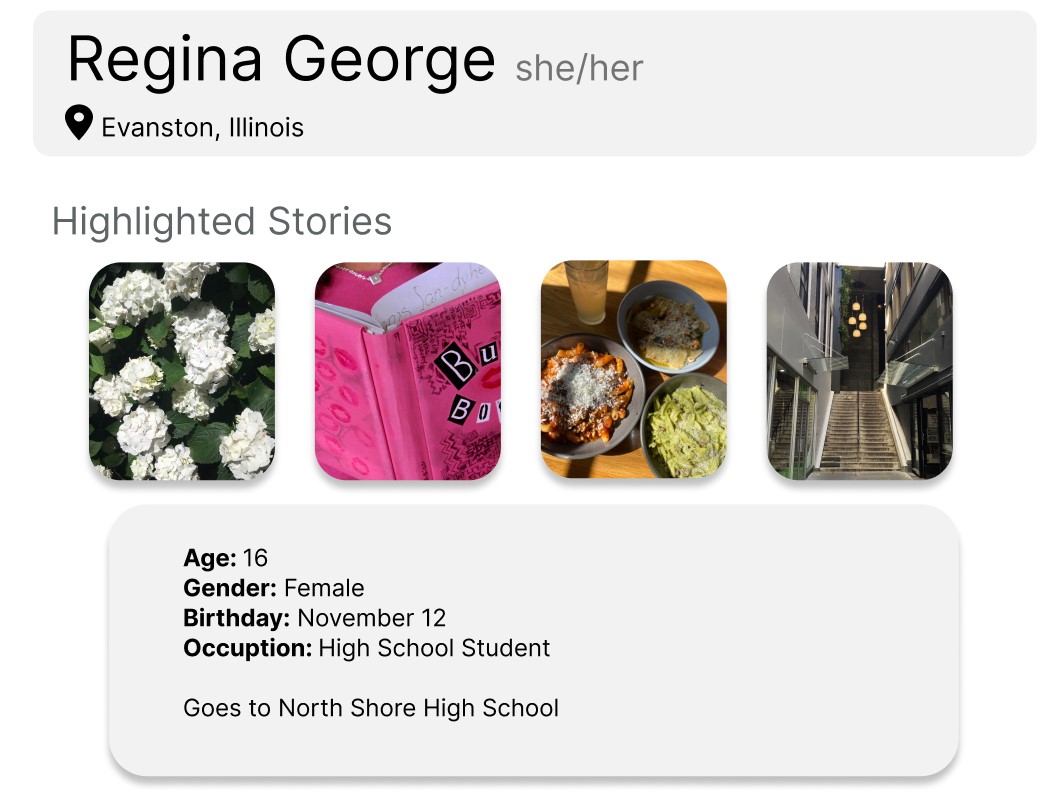 Regina George she/her
Evanston, Illinois
Highlighted Stories
Bu
Bo
Age: 16
Gender: Female
Birthday: November 12
Occuption: High School Student
Goes to North Shore High School